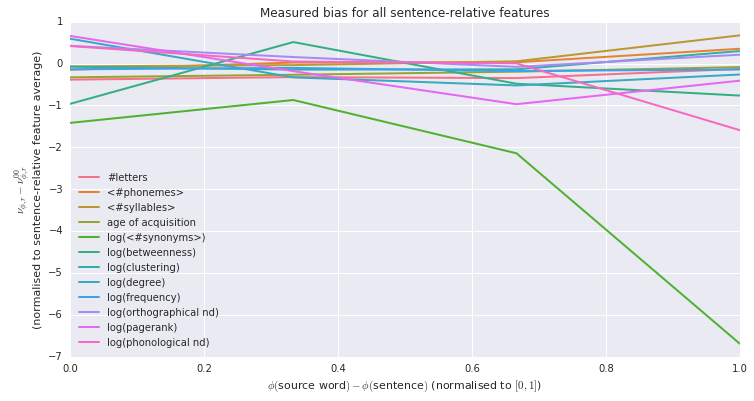 Measured bias for all sentence-relative features
1
0
−1
−2
−3
−4
−5
−6
−7
ν_{ϕ,r} − ν^{00}_{ϕ,r}
(normalised to sentence-relative feature average)
#letters
<#phonemes>
<#syllables>
age of acquisition
log(<#synonyms>)
log(betweenness)
log(clustering)
log(degree)
log(frequency)
log(orthographical nd)
log(pagerank)
log(phonological nd)
0.0 0.2 0.4 0.6 0.8 1.0
ϕ(source word) − ϕ(sentence) (normalised to [0, 1])